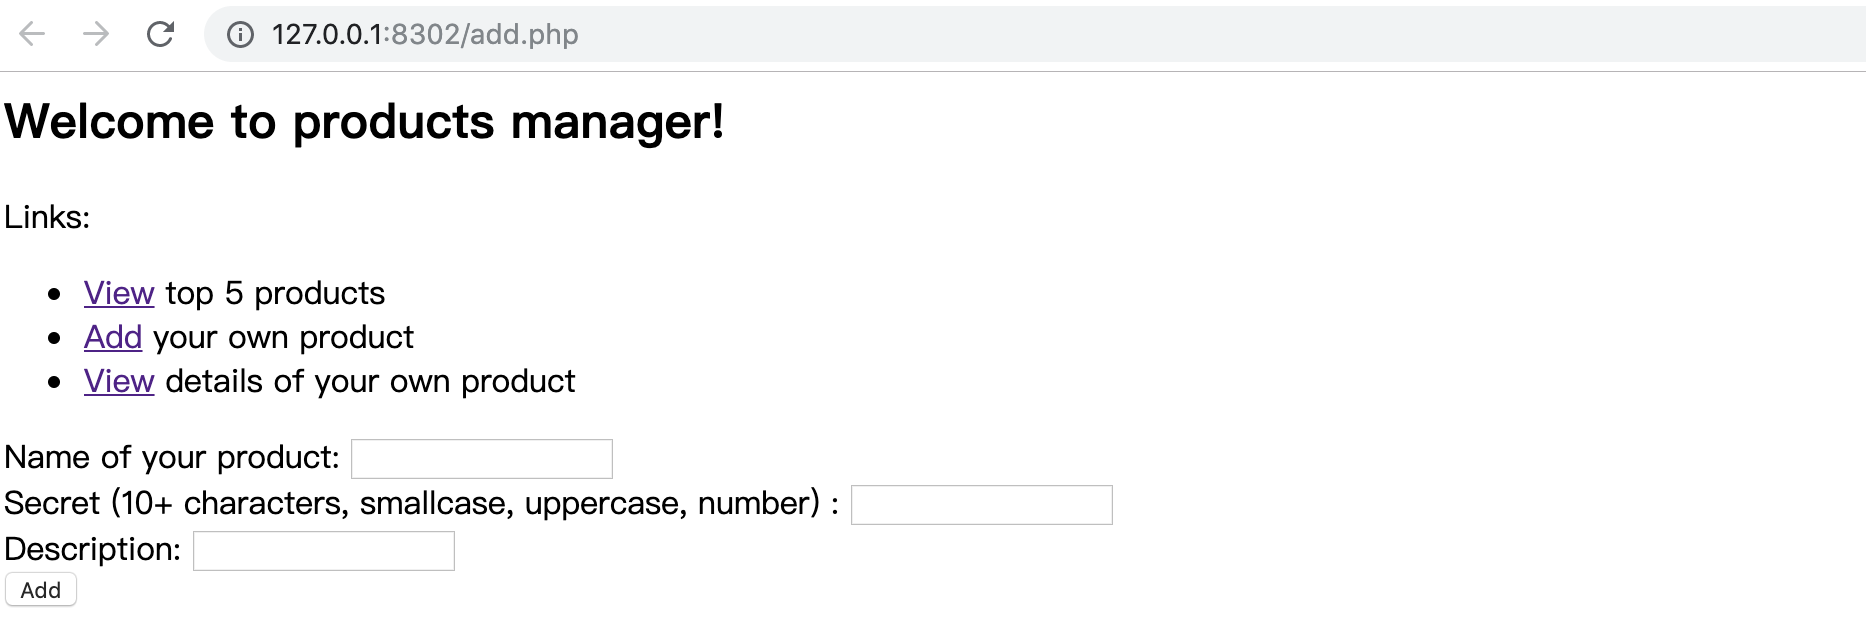 127.0.0.1:8302/add.php
Welcome to products manager!
Links:
View top 5 products
Add your own product
View details of your own product
Name of your product:
Secret (10+ characters, smallcase, uppercase, number) :
Description:
Add